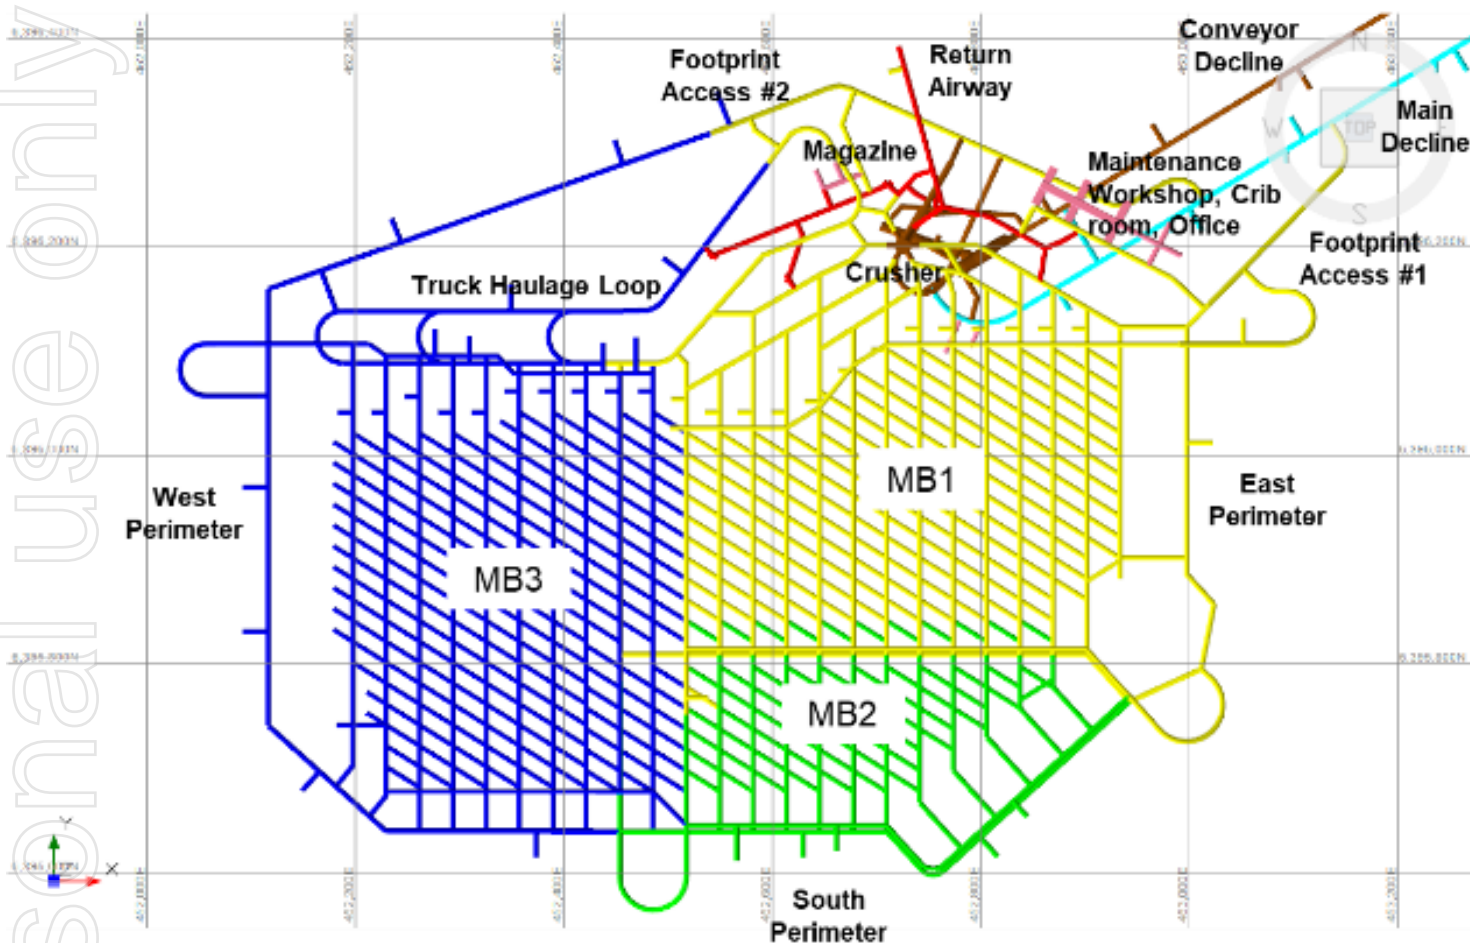 Conveyor
Decline
Footprint
Access #2
Return
Airway
Main
Decline
Magazine
Maintenance
Workshop, Crib
room, Office
Footprint
Access #1
Crusher
Truck Haulage Loop
West
Perimeter
East
Perimeter
MB1
MB3
MB2
South
Perimeter
N
W
S
TOP
X
Y
sonal use only